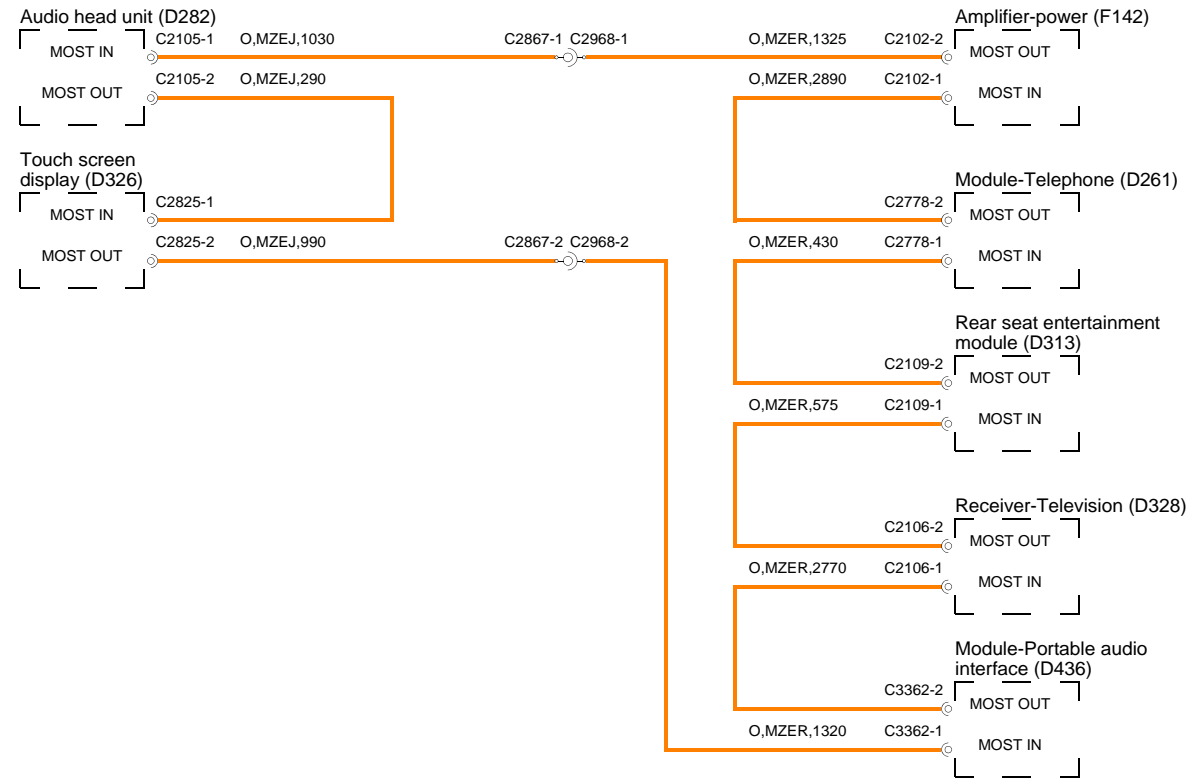 Audio head unit (D282)
MOST IN
C2105-1
O,MZEJ,1030
C2867-1
C2968-1
MOST OUT
C2105-2
O,MZEJ,290
Touch screen
display (D326)
MOST IN
C2825-1
MOST OUT
C2825-2
O,MZEJ,990
C2867-2
C2968-2
Amplifier-power (F142)
O,MZER,1325
C2102-2
MOST OUT
O,MZER,2890
C2102-1
MOST IN
Module-Telephone (D261)
C2778-2
MOST OUT
O,MZER,430
C2778-1
MOST IN
Rear seat entertainment
module (D313)
C2109-2
MOST OUT
O,MZER,575
C2109-1
MOST IN
Receiver-Television (D328)
C2106-2
MOST OUT
O,MZER,2770
C2106-1
MOST IN
Module-Portable audio
interface (D436)
C3362-2
MOST OUT
O,MZER,1320
C3362-1
MOST IN